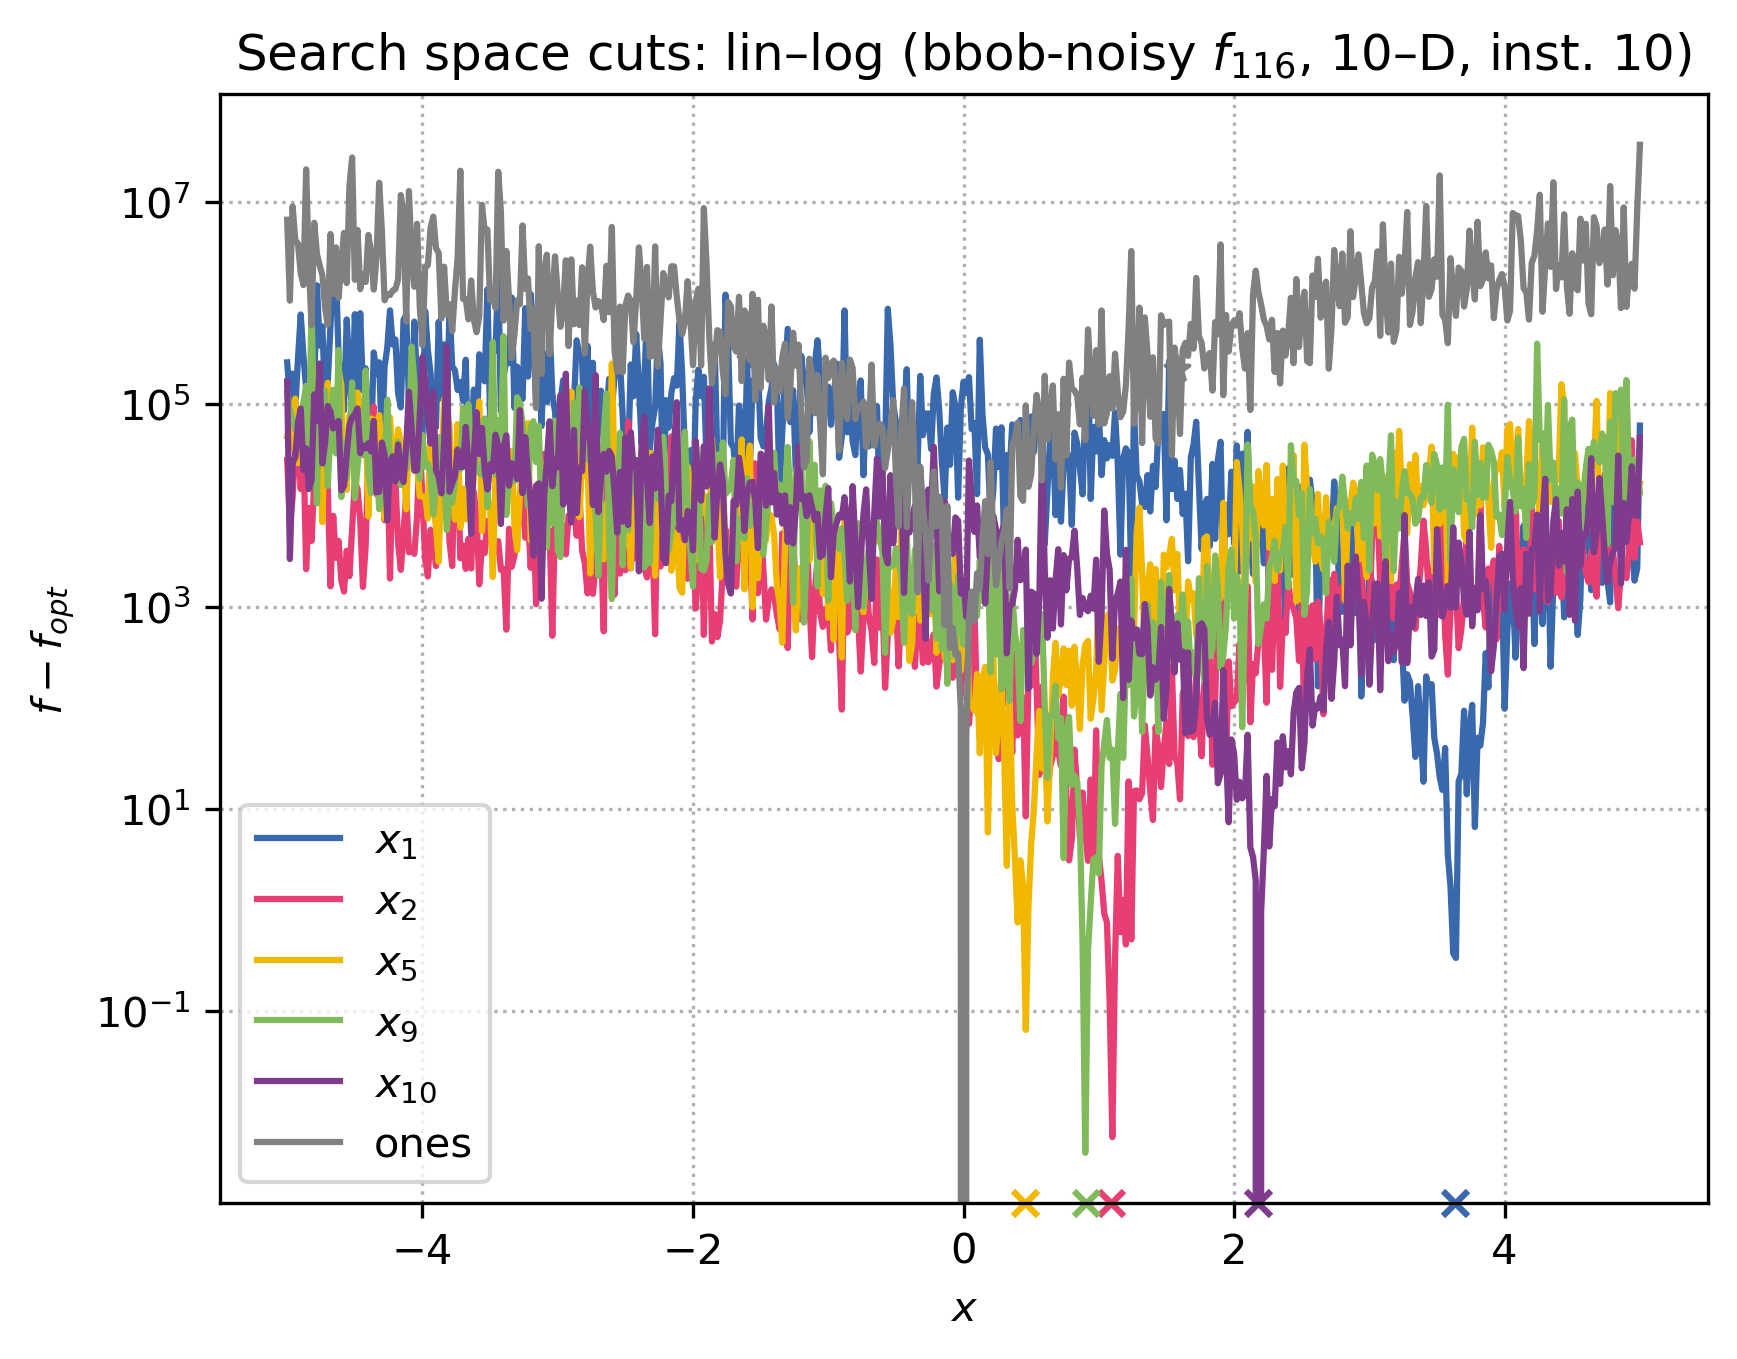 Search space cuts: lin–log (bbob-noisy f116, 10–D, inst. 10)
10^7
10^5
10^3
10^1
10^−1
f − fopt
x1
x2
x5
x9
x10
ones
−4 −2 0 2 4
x